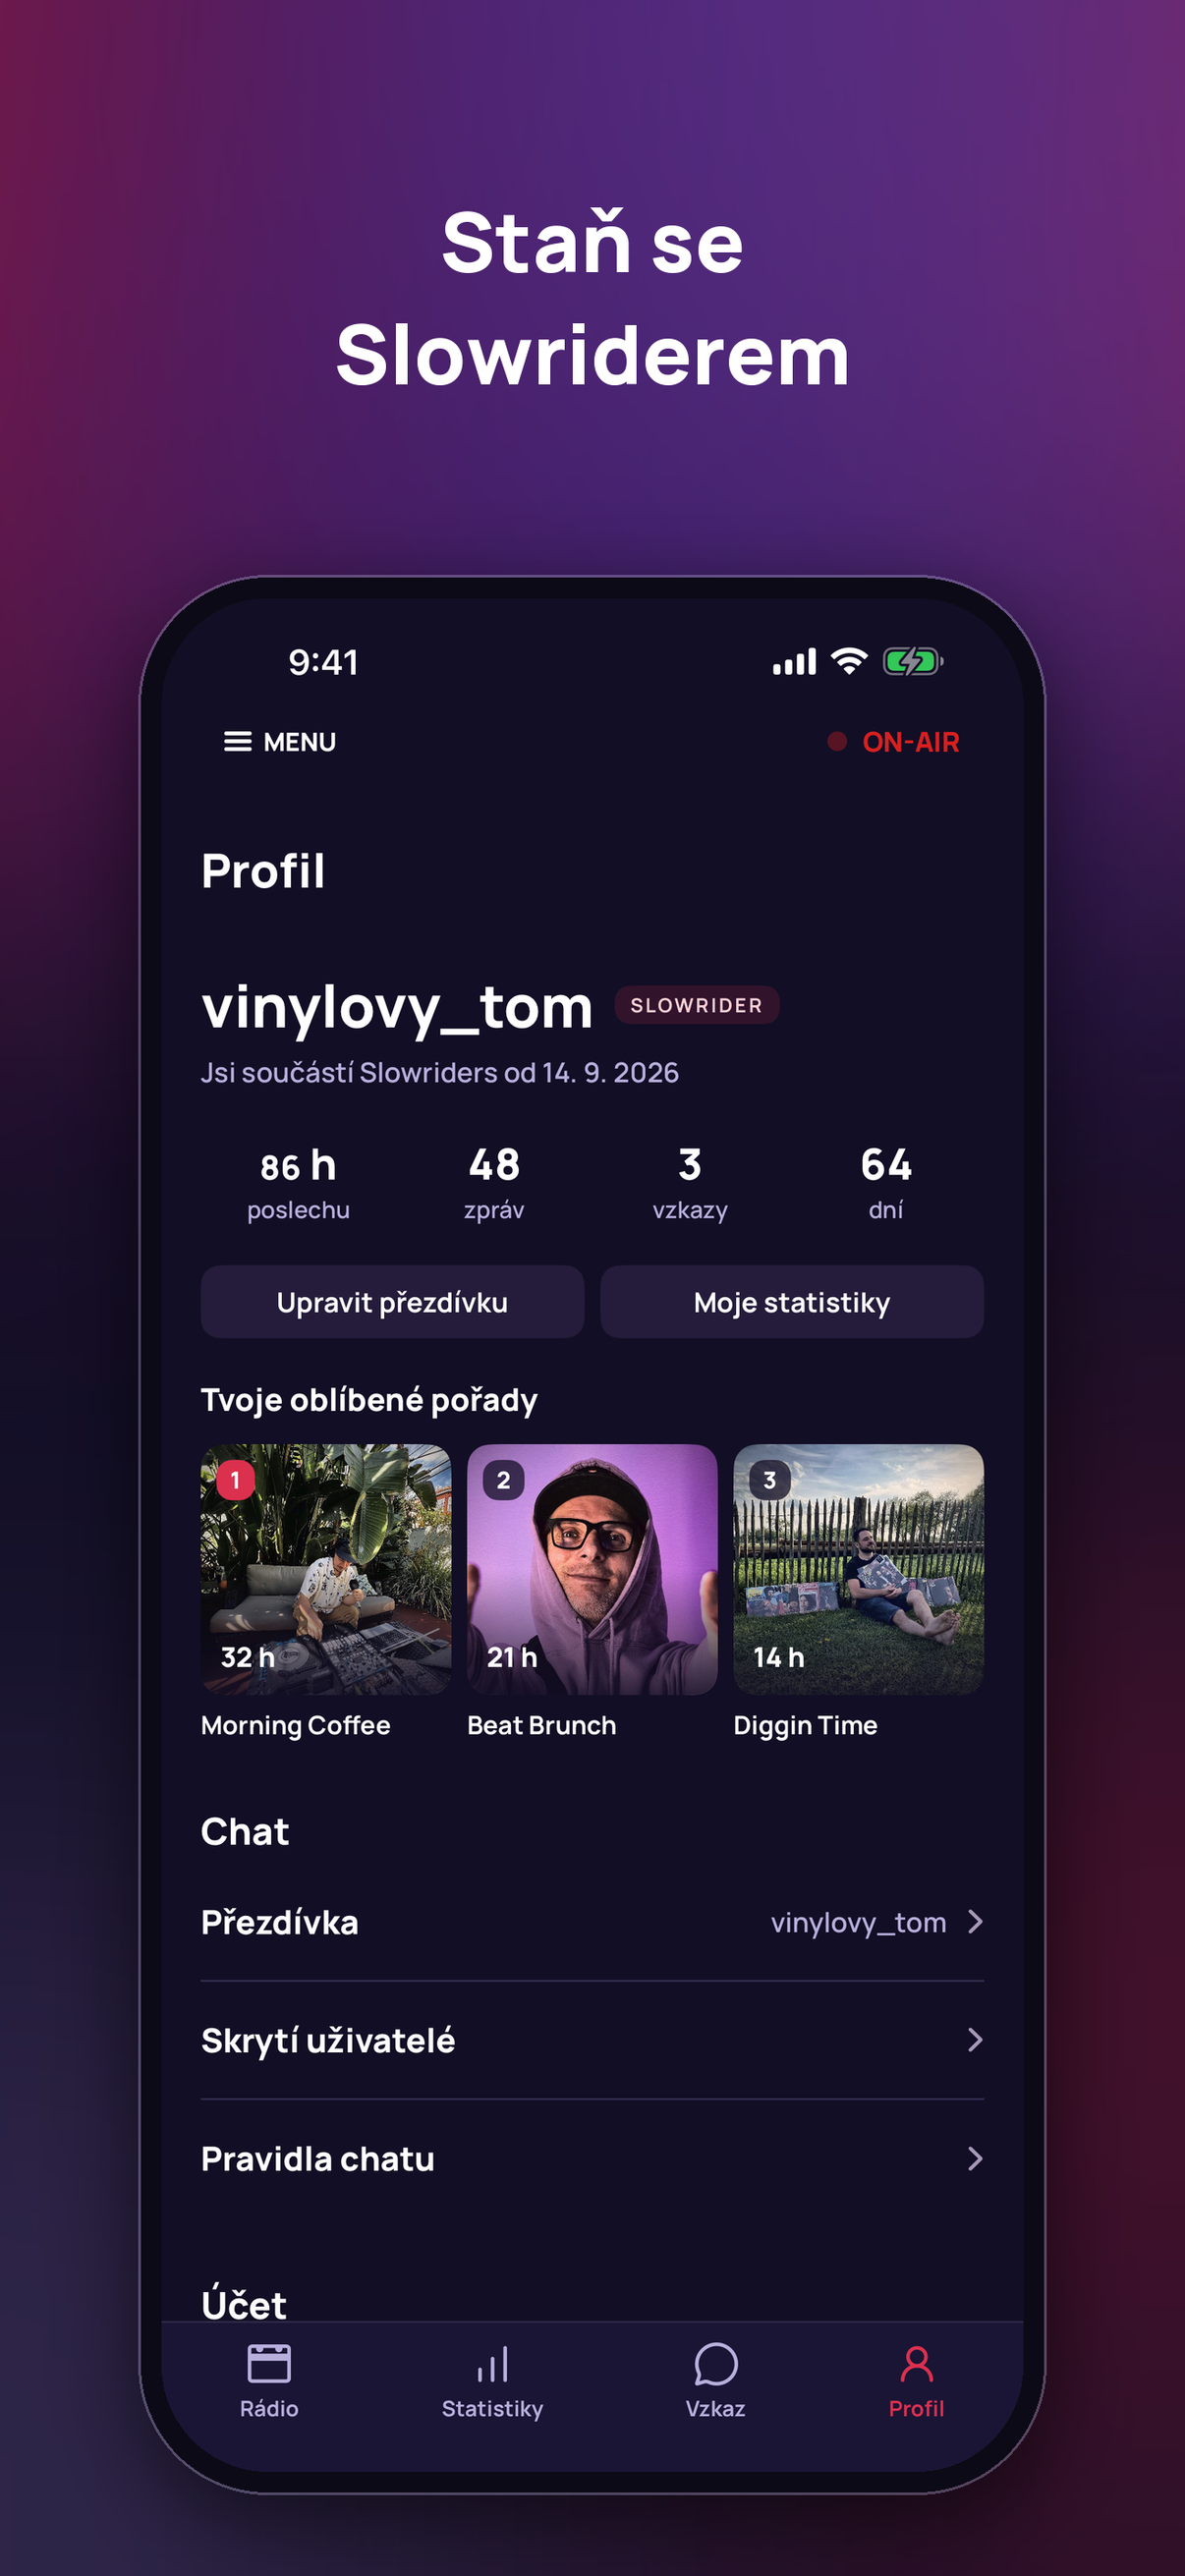 Staň se
Slowriderem
9:41
MENU
ON-AIR
Profil
vinylovy_tom SLOWRIDER
Jsi součástí Slowriders od 14. 9. 2026
86 h 48 3 64
poslechu zpráv vzkazy dní
Upravit přezdívku Moje statistiky
Tvoje oblíbené pořady
1 2 3
32 h 21 h 14 h
Morning Coffee Beat Brunch Diggin Time
Chat
Přezdívka vinylovy_tom
Skrytí uživatelé
Pravidla chatu
Účet
Rádio Statistiky Vzkaz Profil